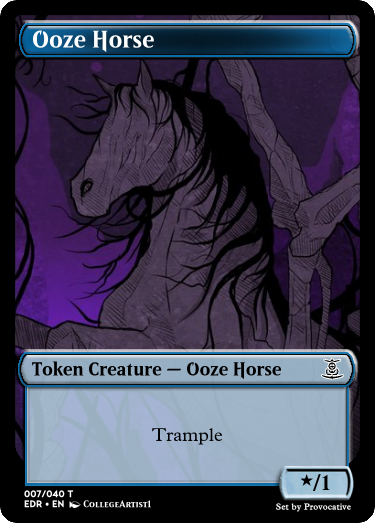 Ooze Horse
Token Creature — Ooze Horse
Trample
★/1
007/040 T
EDR • EN CollegeArtist1
Set by Provocative